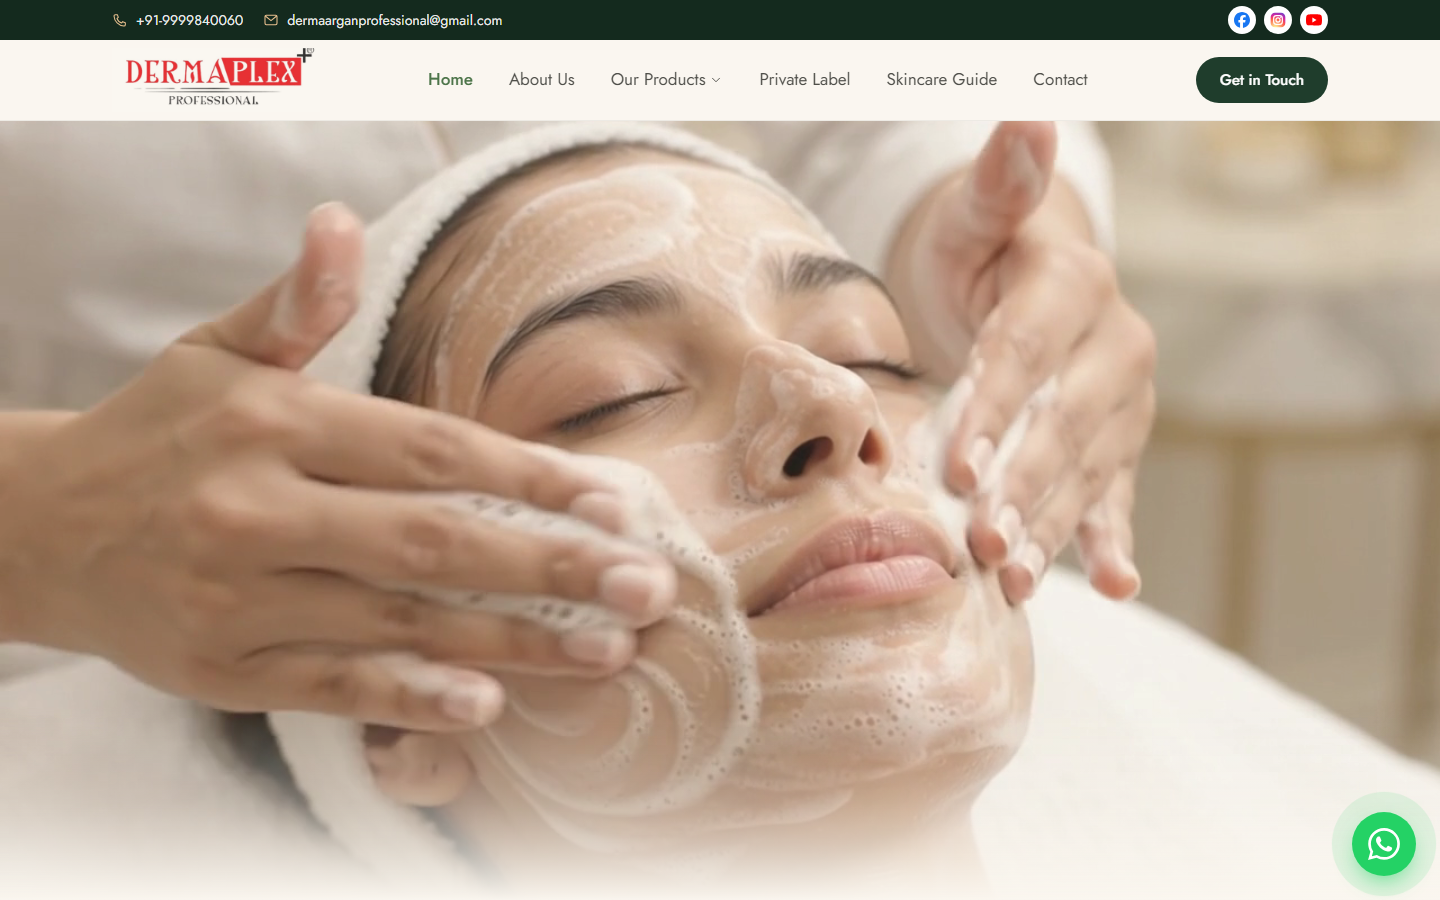 +91-9999840060 dermaarganprofessional@gmail.com
DERMAPLEX
PROFESSIONAL
Home About Us Our Products Private Label Skincare Guide Contact Get in Touch